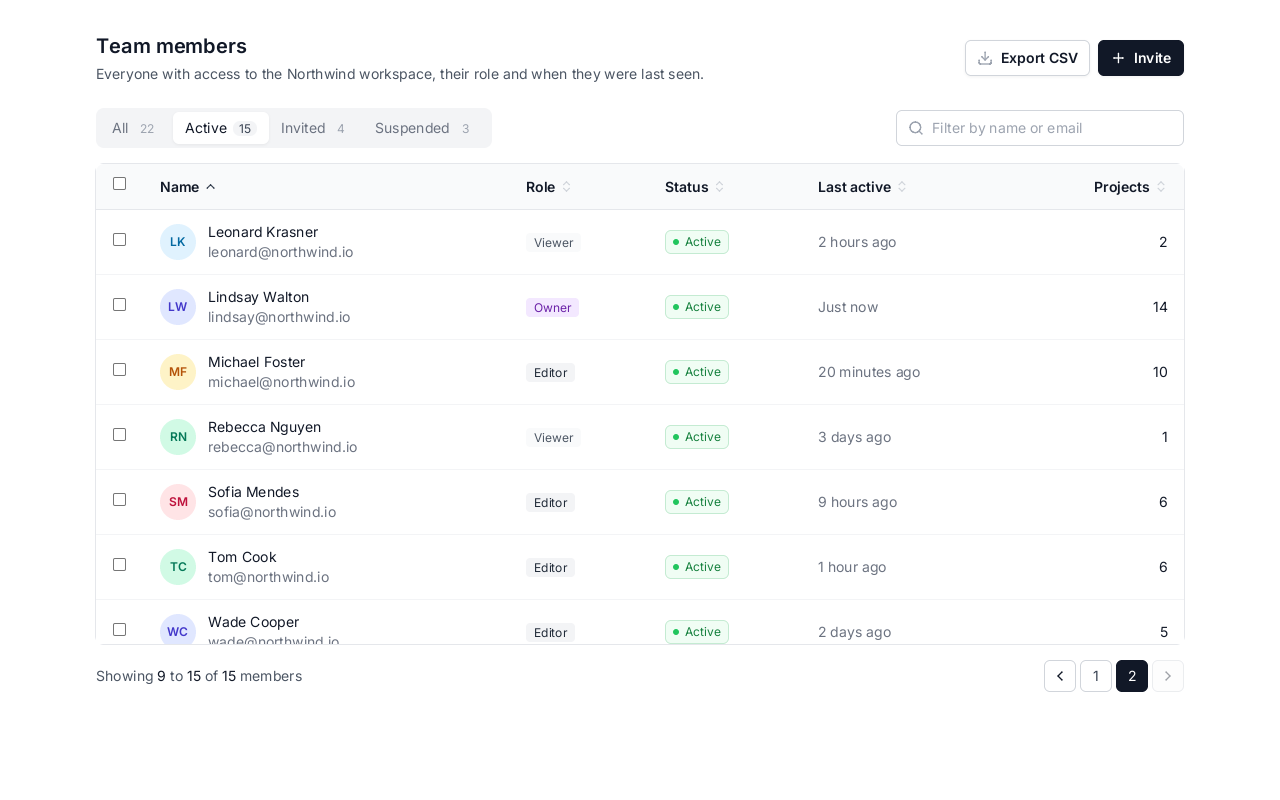 Team members
Everyone with access to the Northwind workspace, their role and when they were last seen.
Export CSV
Invite
All 22 Active 15 Invited 4 Suspended 3
Filter by name or email
Name Role Status Last active Projects
LK Leonard Krasner
leonard@northwind.io
Viewer Active 2 hours ago 2
LW Lindsay Walton
lindsay@northwind.io
Owner Active Just now 14
MF Michael Foster
michael@northwind.io
Editor Active 20 minutes ago 10
RN Rebecca Nguyen
rebecca@northwind.io
Viewer Active 3 days ago 1
SM Sofia Mendes
sofia@northwind.io
Editor Active 9 hours ago 6
TC Tom Cook
tom@northwind.io
Editor Active 1 hour ago 6
WC Wade Cooper
wade@northwind.io
Editor Active 2 days ago 5
Showing 9 to 15 of 15 members
1 2